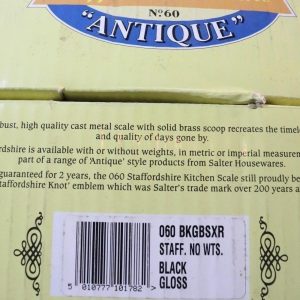 Nº60
"ANTIQUE"
bust, high quality cast metal scale with solid brass scoop recreates the timele
and quality of days gone by.
ordshire is available with or without weights, in metric or imperial measurement
part of a range of 'Antique' style products from Salter Housewares.
guaranteed for 2 years, the 060 Staffordshire Kitchen Scale still proudly be
taffordshire Knot' emblem which was Salter's trade mark over 200 years a
060 BKGBSXR
STAFF. NO WTS.
BLACK
GLOSS
5 010777 101782 >